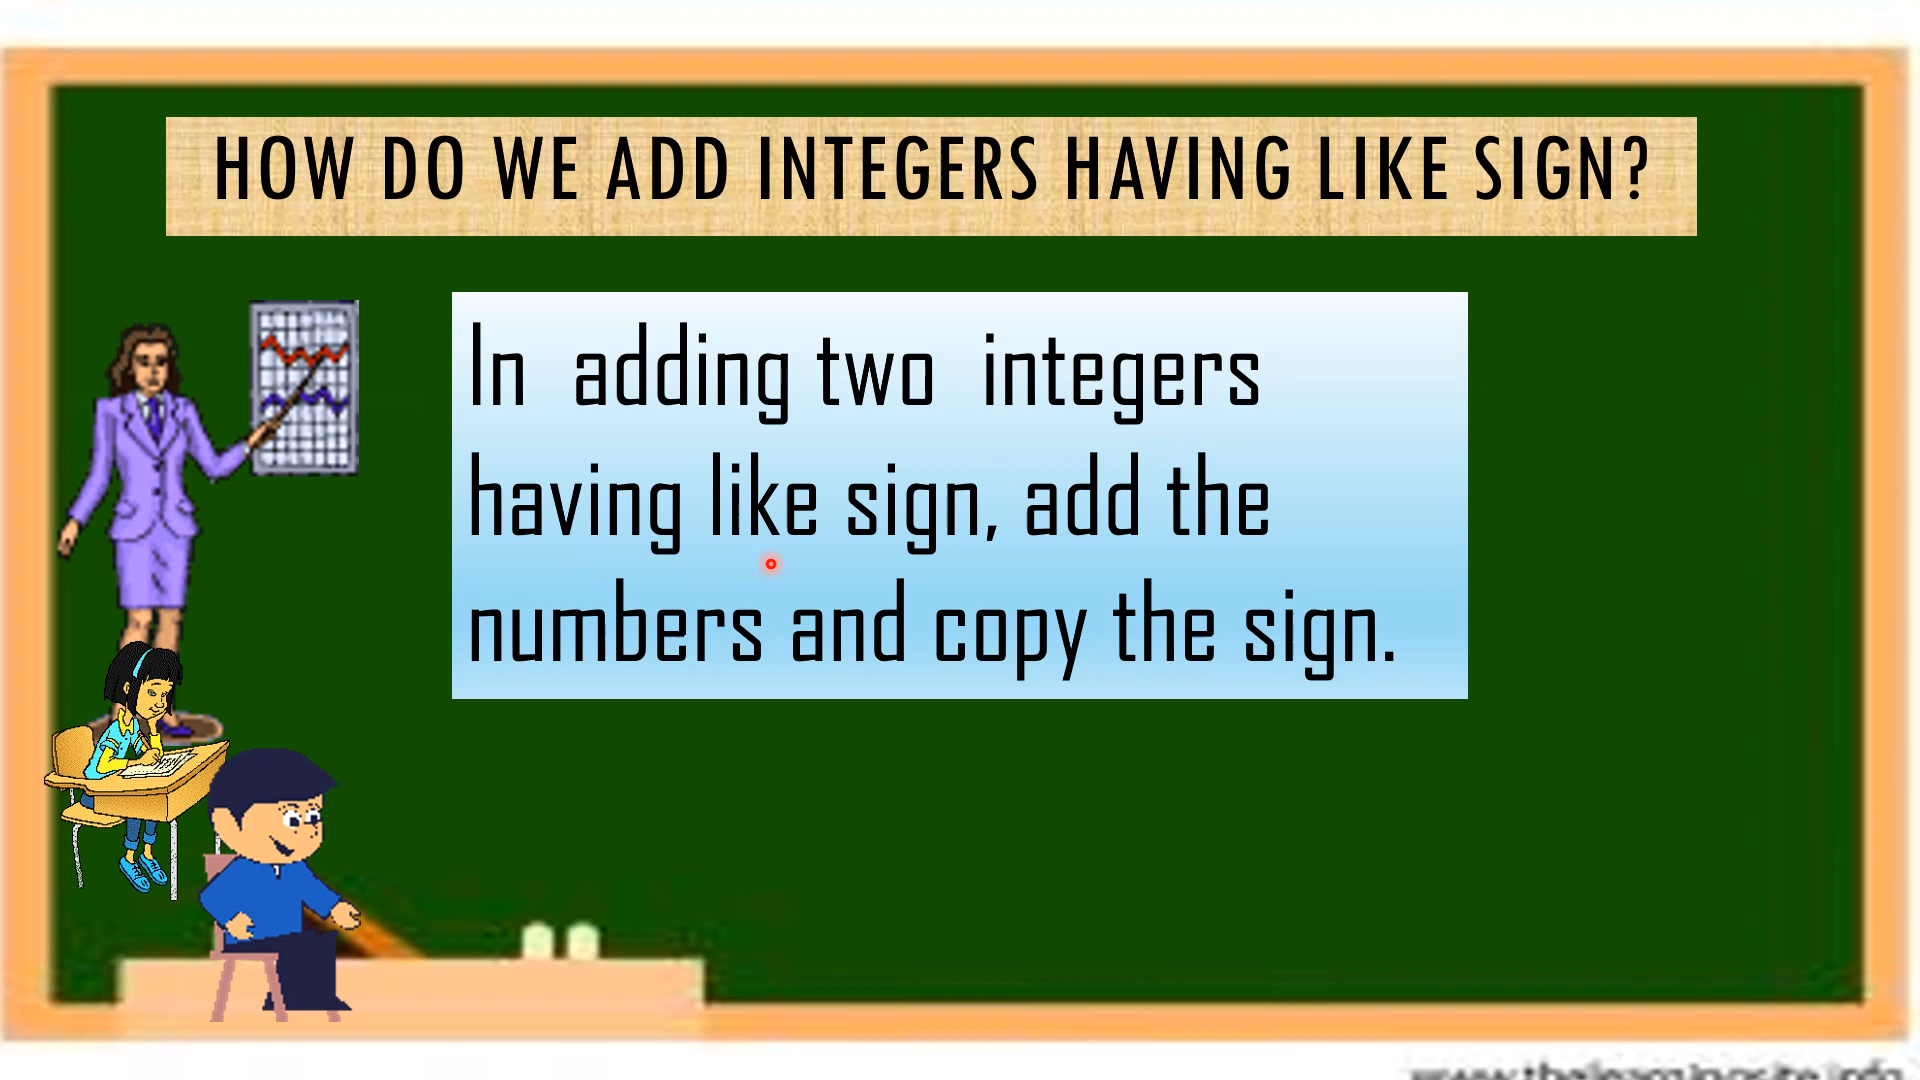 HOW DO WE ADD INTEGERS HAVING LIKE SIGN?
In adding two integers
having like sign, add the
numbers and copy the sign.